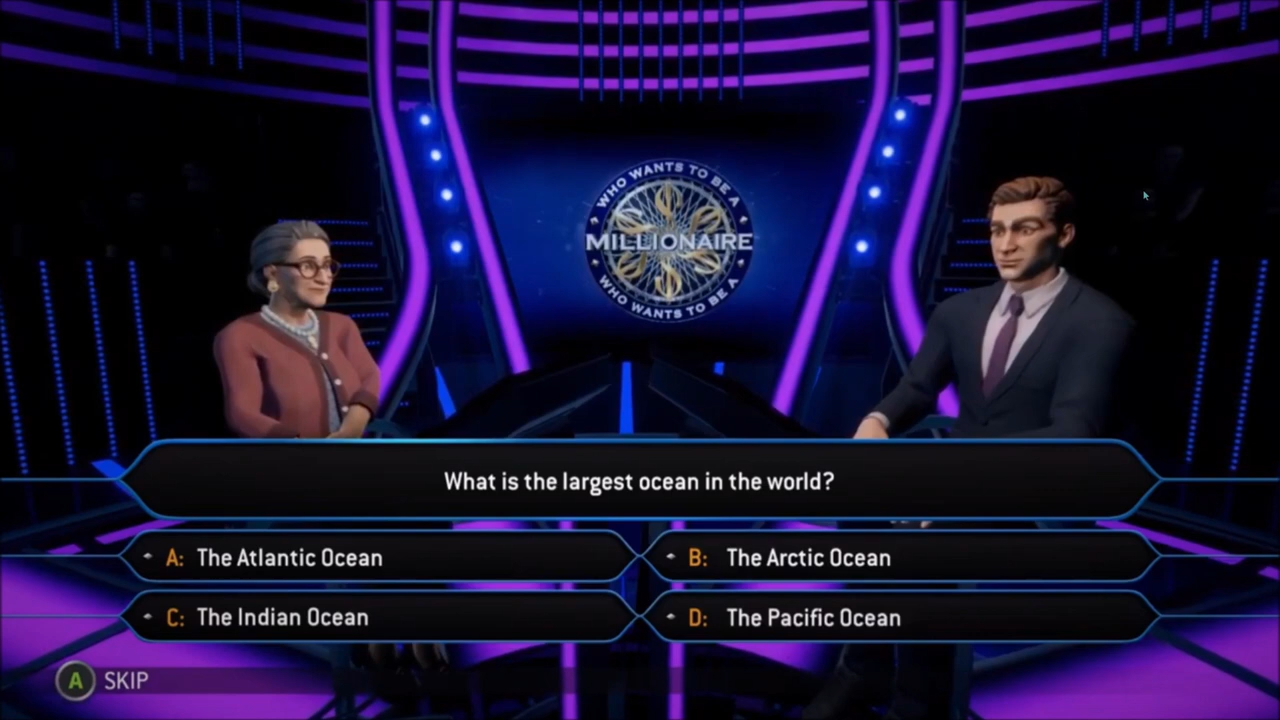 WHO WANTS TO BE A
MILLIONAIRE
WHO WANTS TO BE A
What is the largest ocean in the world?
A: The Atlantic Ocean
B: The Arctic Ocean
C: The Indian Ocean
D: The Pacific Ocean
A SKIP